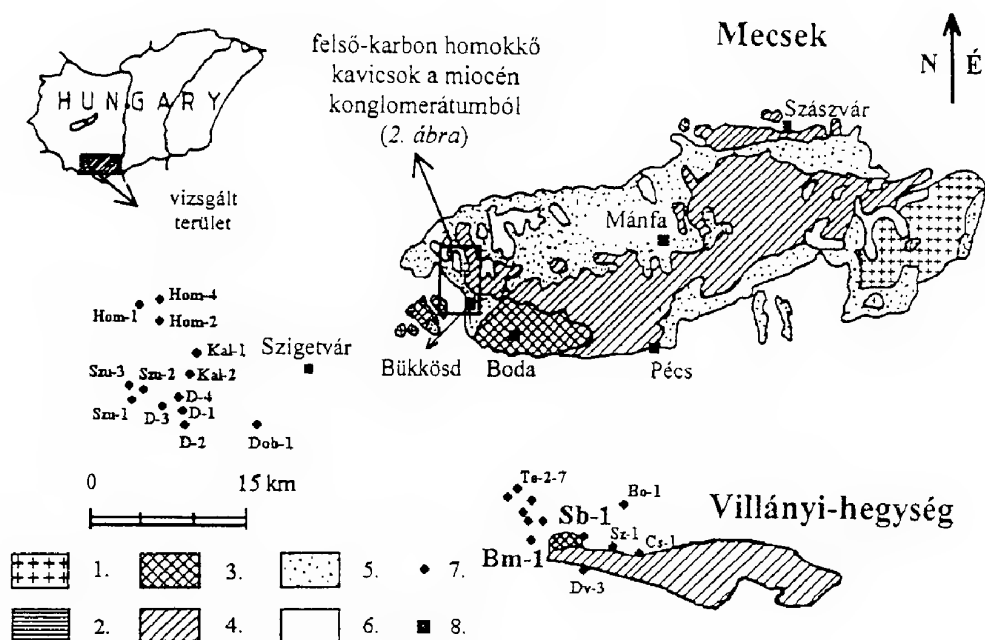 felső-karbon homokkő
kavicsok a miocén
konglomerátumból
(2. ábra)
Mecsek
N É
HUNGARY
vizsgált
terület
Szászvár
Mánfa
Bükkösd
Boda
Pécs
Hom-4
Hom-1
Hom-2
Kal-1
Szigetvár
Kal-2
Szu-3
Szu-2
D-4
Szu-1
D-3
D-1
D-2
Dob-1
0 15 km
Te-2-7
Bo-1
Villányi-hegység
Sb-1
Sz-1
Cs-1
Bm-1
Dv-3
1. 3. 5. 7.
2. 4. 6. 8.